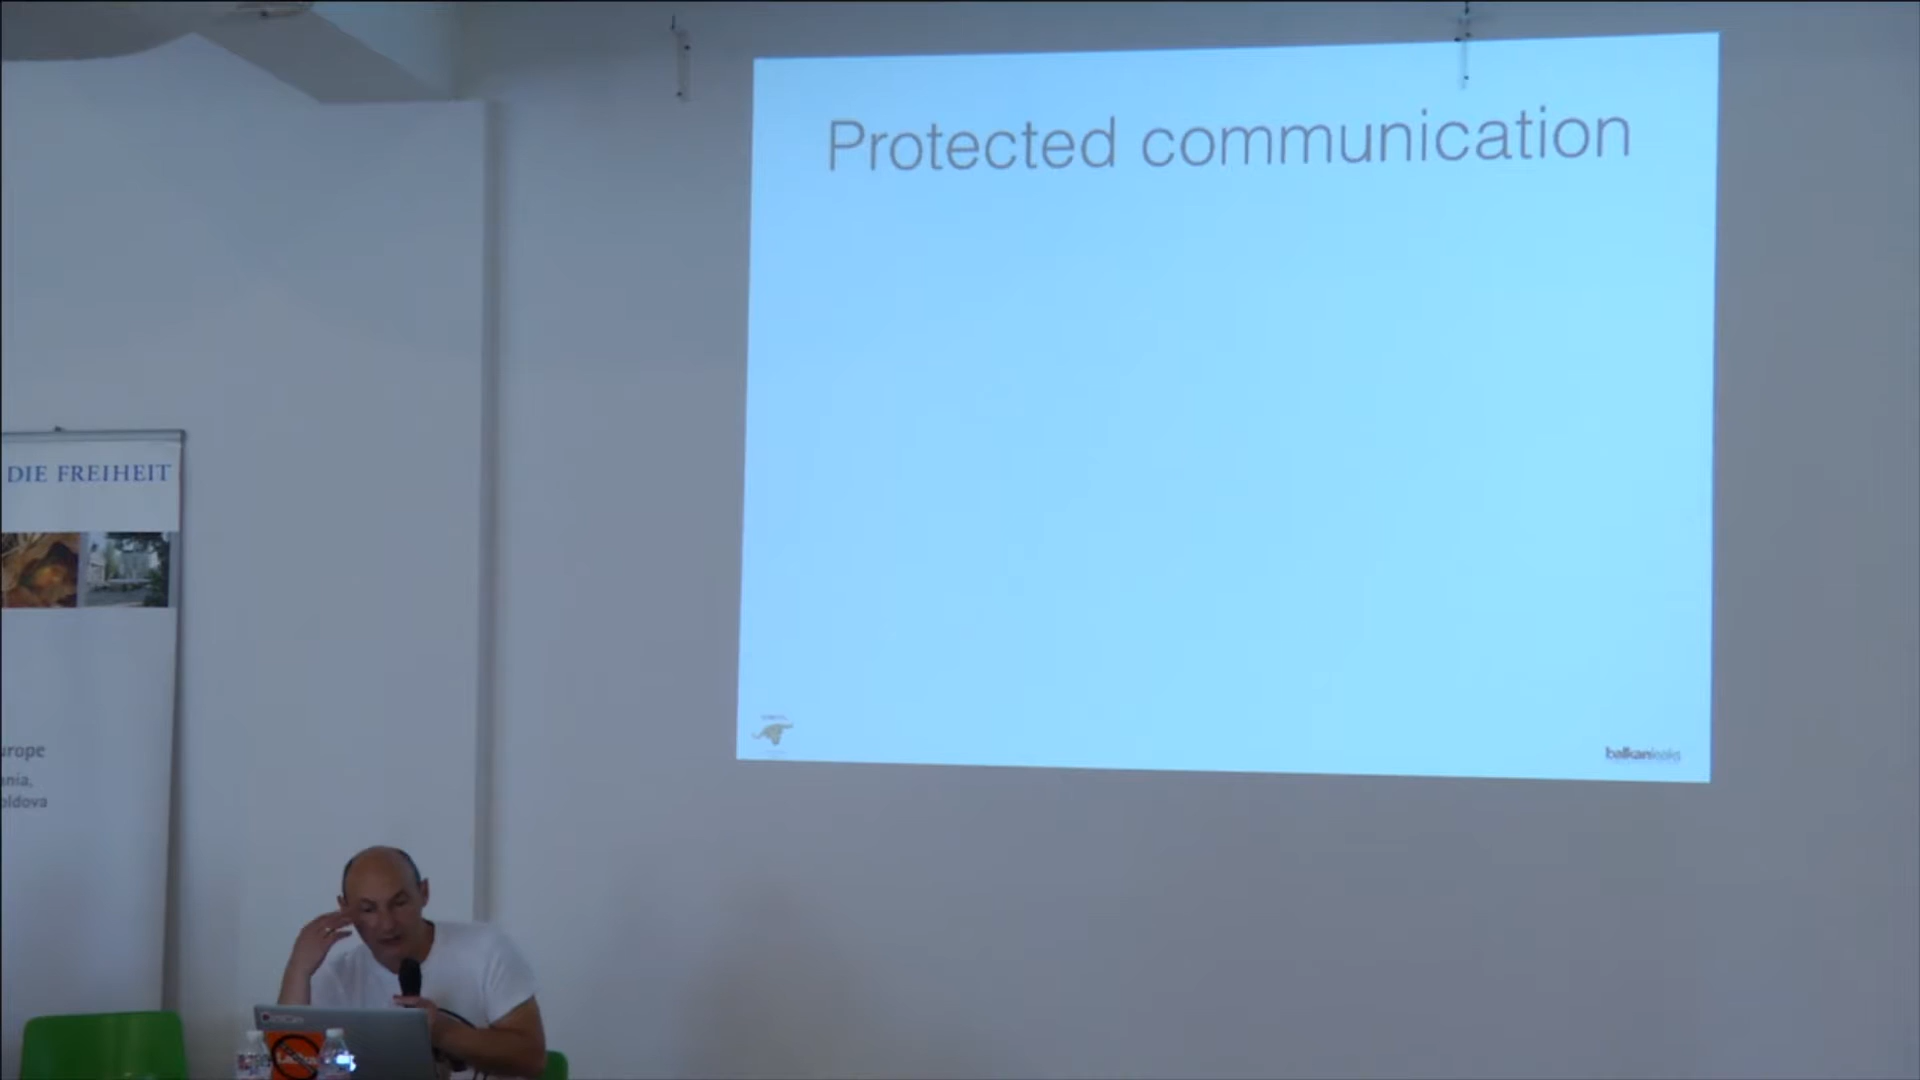 Protected communication
DIE FREIHEIT
urope
ania,
oldova
balkanleaks